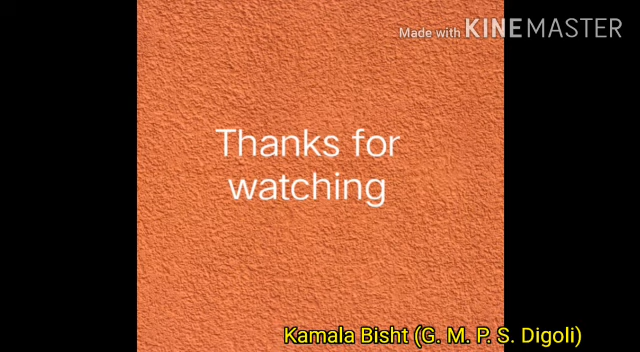 Made with KINEMASTER
Thanks for
watching
Kamala Bisht (G. M. P. S. Digoli)